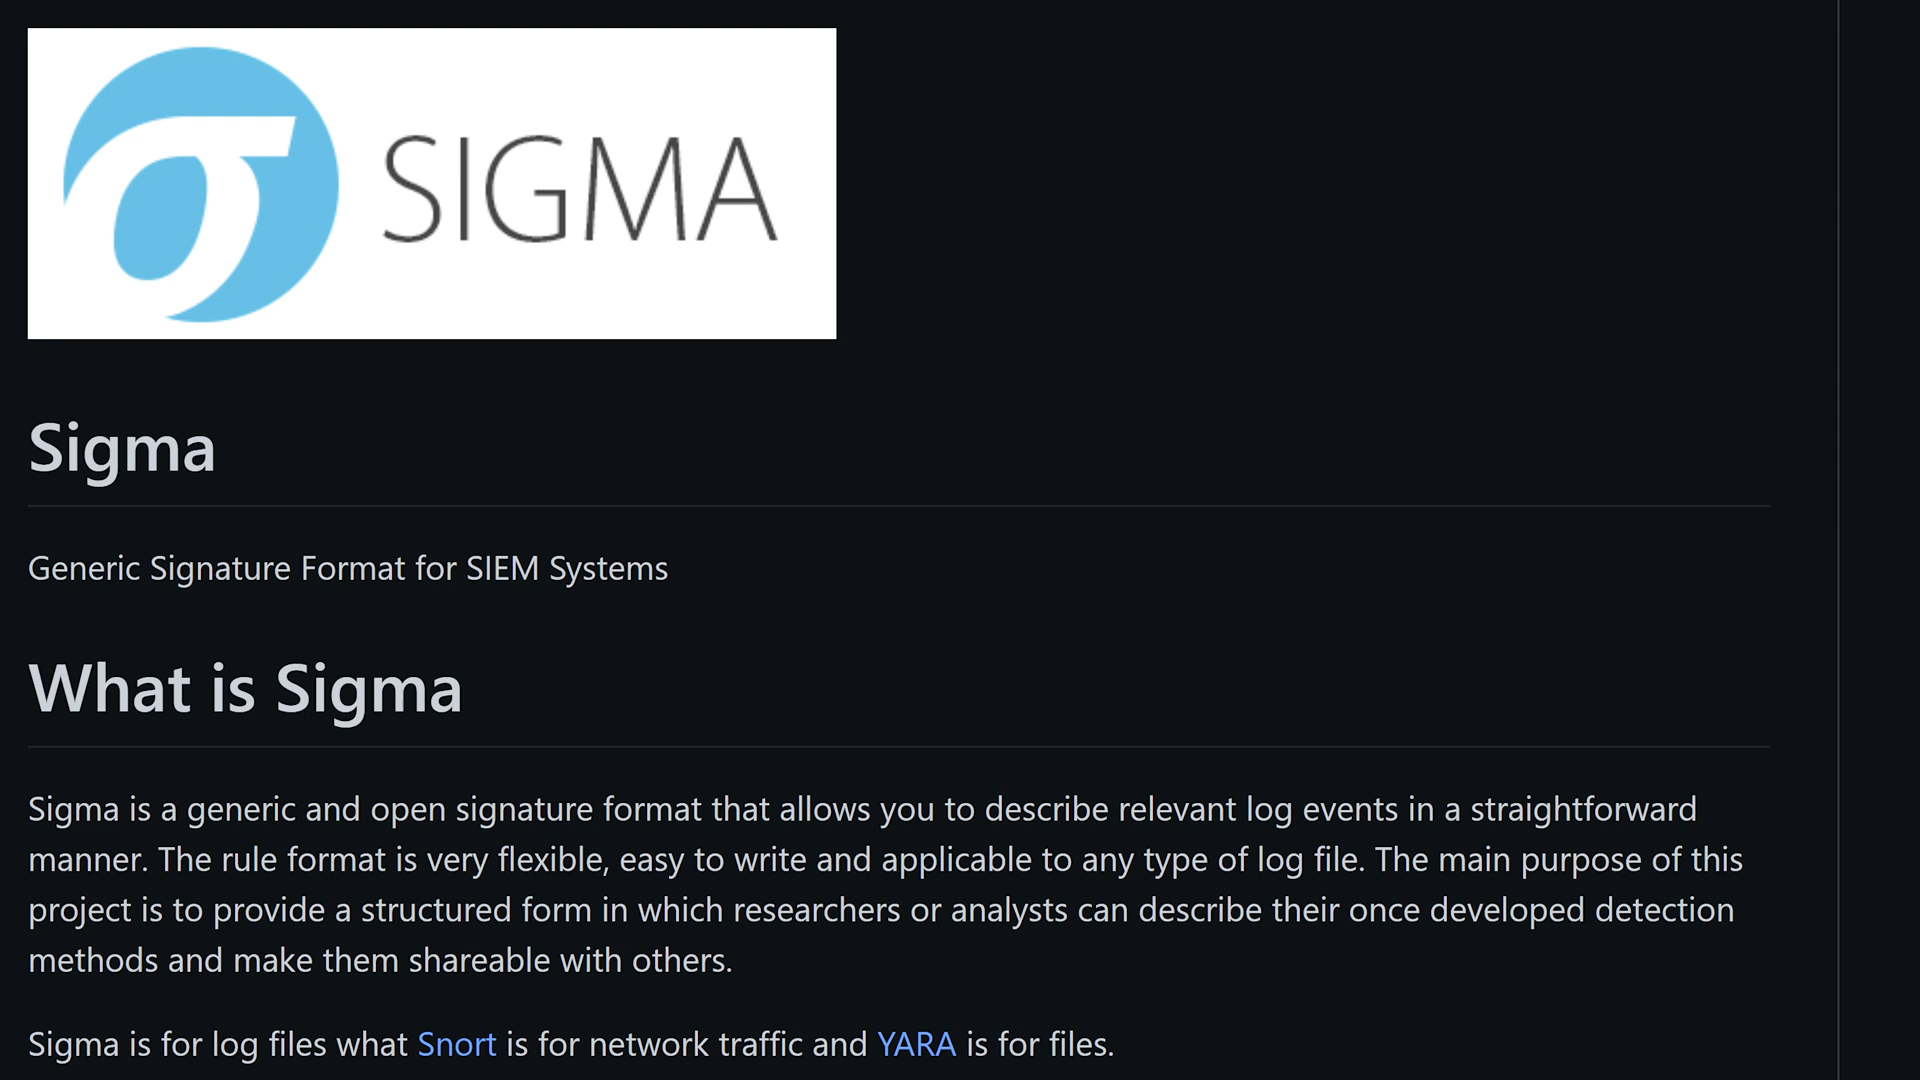 σ SIGMA
Sigma
Generic Signature Format for SIEM Systems
What is Sigma
Sigma is a generic and open signature format that allows you to describe relevant log events in a straightforward
manner. The rule format is very flexible, easy to write and applicable to any type of log file. The main purpose of this
project is to provide a structured form in which researchers or analysts can describe their once developed detection
methods and make them shareable with others.
Sigma is for log files what Snort is for network traffic and YARA is for files.